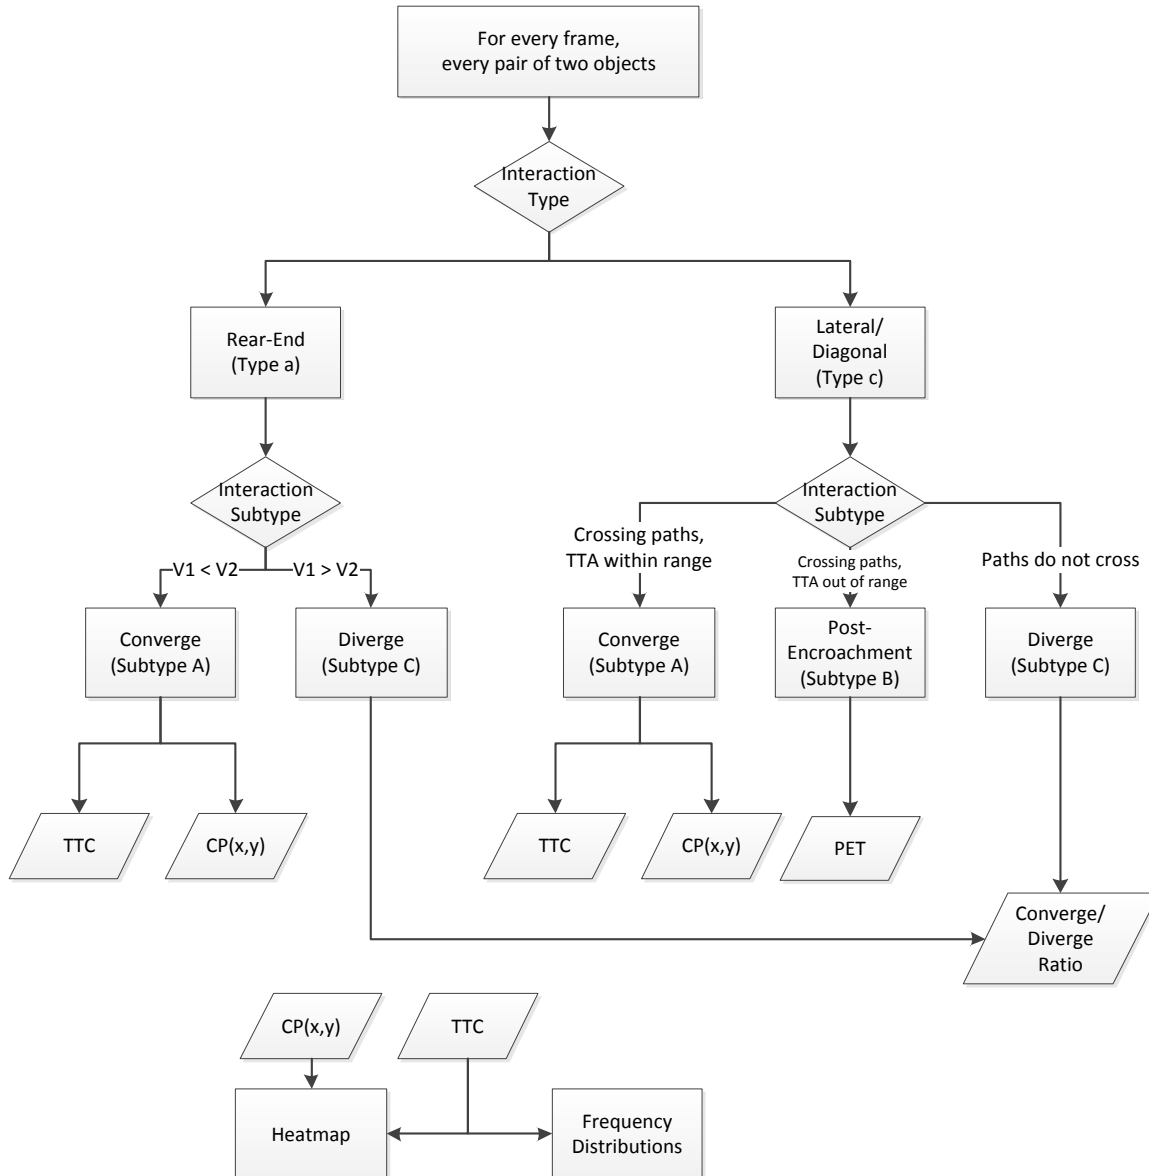 For every frame,
every pair of two objects
Interaction
Type
Rear-End
(Type a)
Lateral/
Diagonal
(Type c)
Interaction
Subtype
Interaction
Subtype
V1 < V2
V1 > V2
Crossing paths,
TTA within range
Crossing paths,
TTA out of range
Paths do not cross
Converge
(Subtype A)
Diverge
(Subtype C)
Converge
(Subtype A)
Post-
Encroachment
(Subtype B)
Diverge
(Subtype C)
TTC
CP(x,y)
TTC
CP(x,y)
PET
Converge/
Diverge
Ratio
CP(x,y)
TTC
Heatmap
Frequency
Distributions